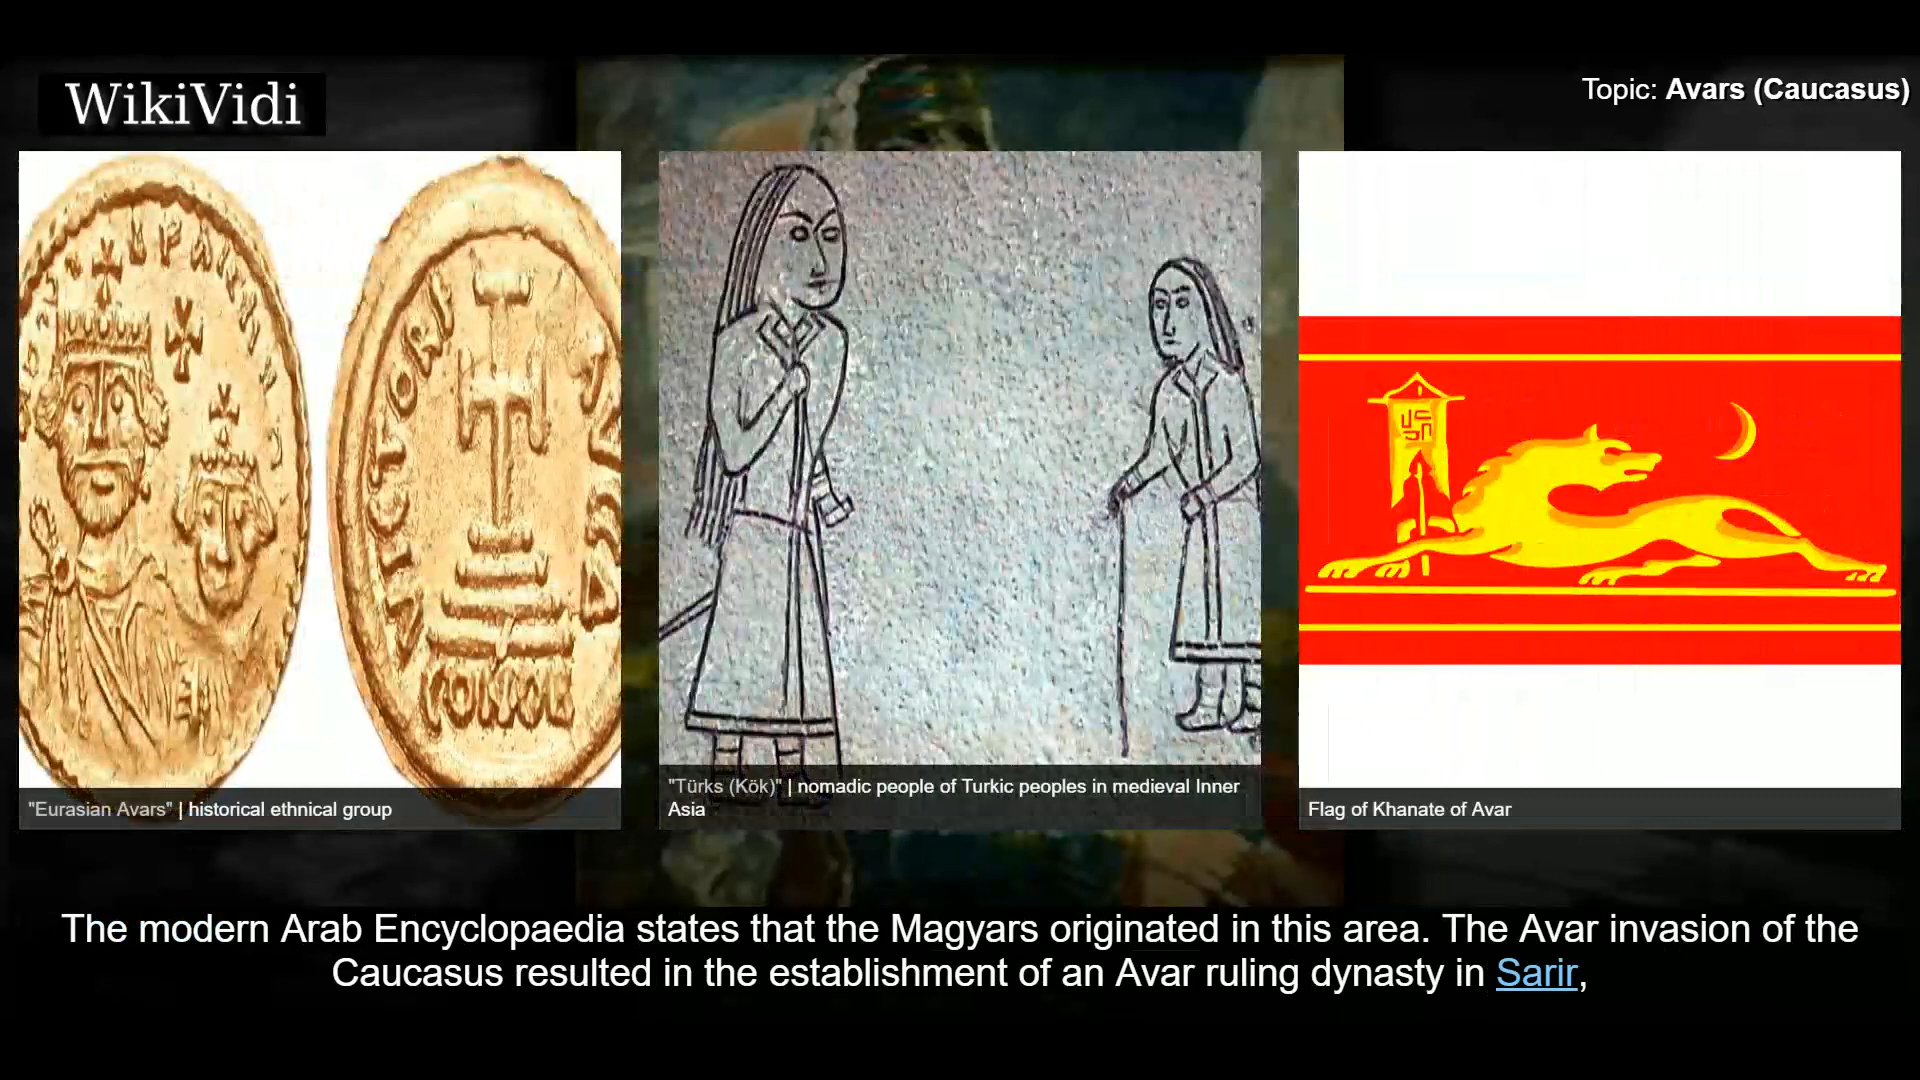 WikiVidi
Topic: Avars (Caucasus)
"Eurasian Avars" | historical ethnical group
"Türks (Kök)" | nomadic people of Turkic peoples in medieval Inner
Asia
Flag of Khanate of Avar
The modern Arab Encyclopaedia states that the Magyars originated in this area. The Avar invasion of the
Caucasus resulted in the establishment of an Avar ruling dynasty in Sarir,